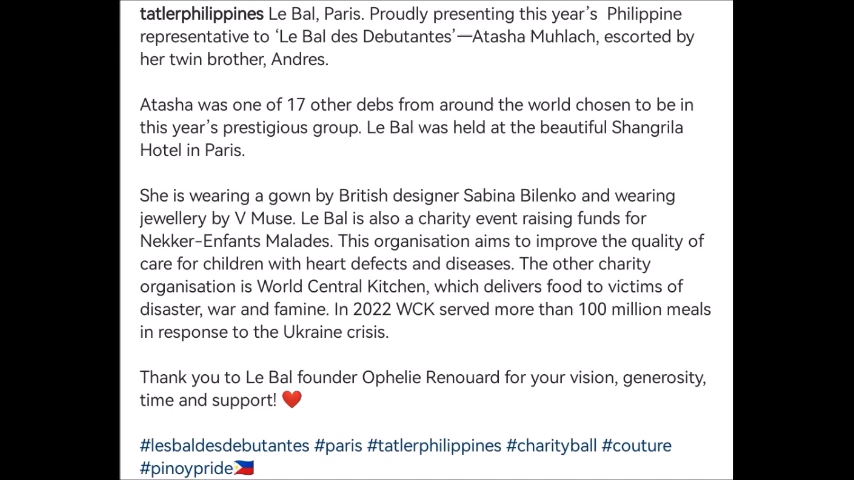 tatlerphilippines Le Bal, Paris. Proudly presenting this year's Philippine
representative to 'Le Bal des Debutantes'—Atasha Muhlach, escorted by
her twin brother, Andres.
Atasha was one of 17 other debs from around the world chosen to be in
this year's prestigious group. Le Bal was held at the beautiful Shangrila
Hotel in Paris.
She is wearing a gown by British designer Sabina Bilenko and wearing
jewellery by V Muse. Le Bal is also a charity event raising funds for
Nekker-Enfants Malades. This organisation aims to improve the quality of
care for children with heart defects and diseases. The other charity
organisation is World Central Kitchen, which delivers food to victims of
disaster, war and famine. In 2022 WCK served more than 100 million meals
in response to the Ukraine crisis.
Thank you to Le Bal founder Ophelie Renouard for your vision, generosity,
time and support! ❤️
#lesbaldesdebutantes #paris #tatlerphilippines #charityball #couture
#pinoypride🇵🇭